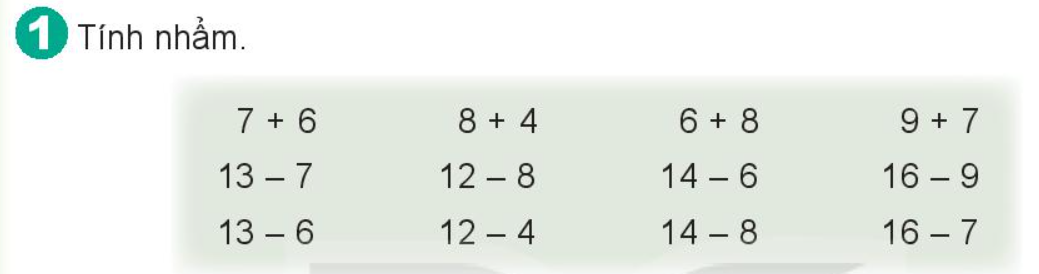 1 Tính nhẩm.
7 + 6 8 + 4 6 + 8 9 + 7
13 – 7 12 – 8 14 – 6 16 – 9
13 – 6 12 – 4 14 – 8 16 – 7